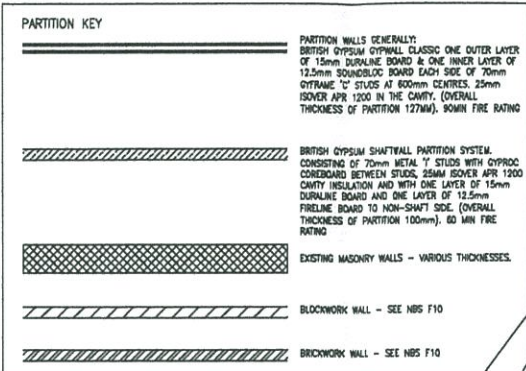 PARTITION KEY
PARTITION WALLS GENERALLY:
BRITISH GYPSUM GYPWALL CLASSIC ONE OUTER LAYER
OF 15mm DURALINE BOARD & ONE INNER LAYER OF
12.5mm SOUNDBLOC BOARD EACH SIDE OF 70mm
GYFRAME 'C' STUDS AT 600mm CENTRES. 25mm
ISOVER APR 1200 IN THE CAVITY. (OVERALL
THICKNESS OF PARTITION 127MM). 90MIN FIRE RATING
BRITISH GYPSUM SHAFTWALL PARTITION SYSTEM.
CONSISTING OF 70mm METAL 'I' STUDS WITH GYPROC
COREBOARD BETWEEN STUDS, 25MM ISOVER APR 1200
CAVITY INSULATION AND WITH ONE LAYER OF 15mm
DURALINE BOARD AND ONE LAYER OF 12.5mm
FIRELINE BOARD TO NON-SHAFT SIDE. (OVERALL
THICKNESS OF PARTITION 100mm). 60 MIN FIRE
RATING
EXISTING MASONRY WALLS - VARIOUS THICKNESSES.
BLOCKWORK WALL - SEE NBS F10
BRICKWORK WALL - SEE NBS F10